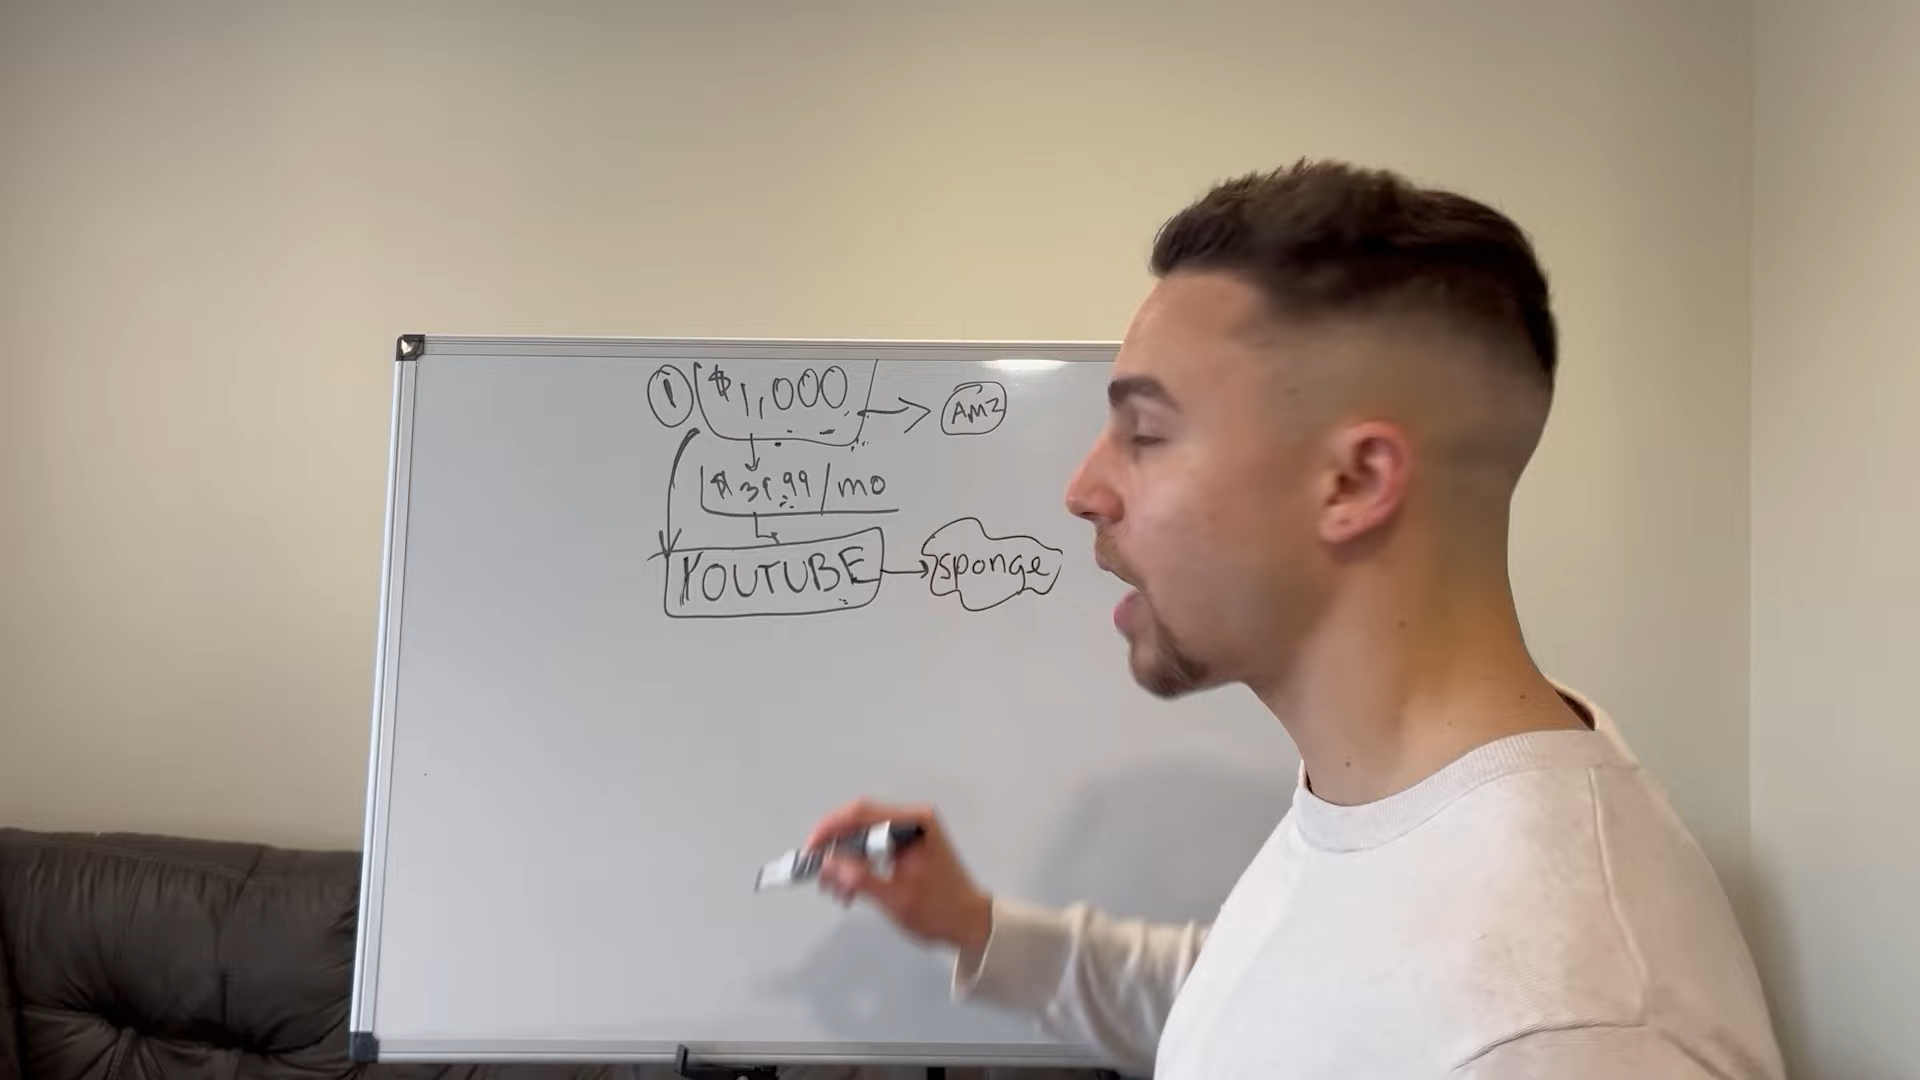 1 $1,000 → AMZ
$39.99/mo
YOUTUBE → sponge